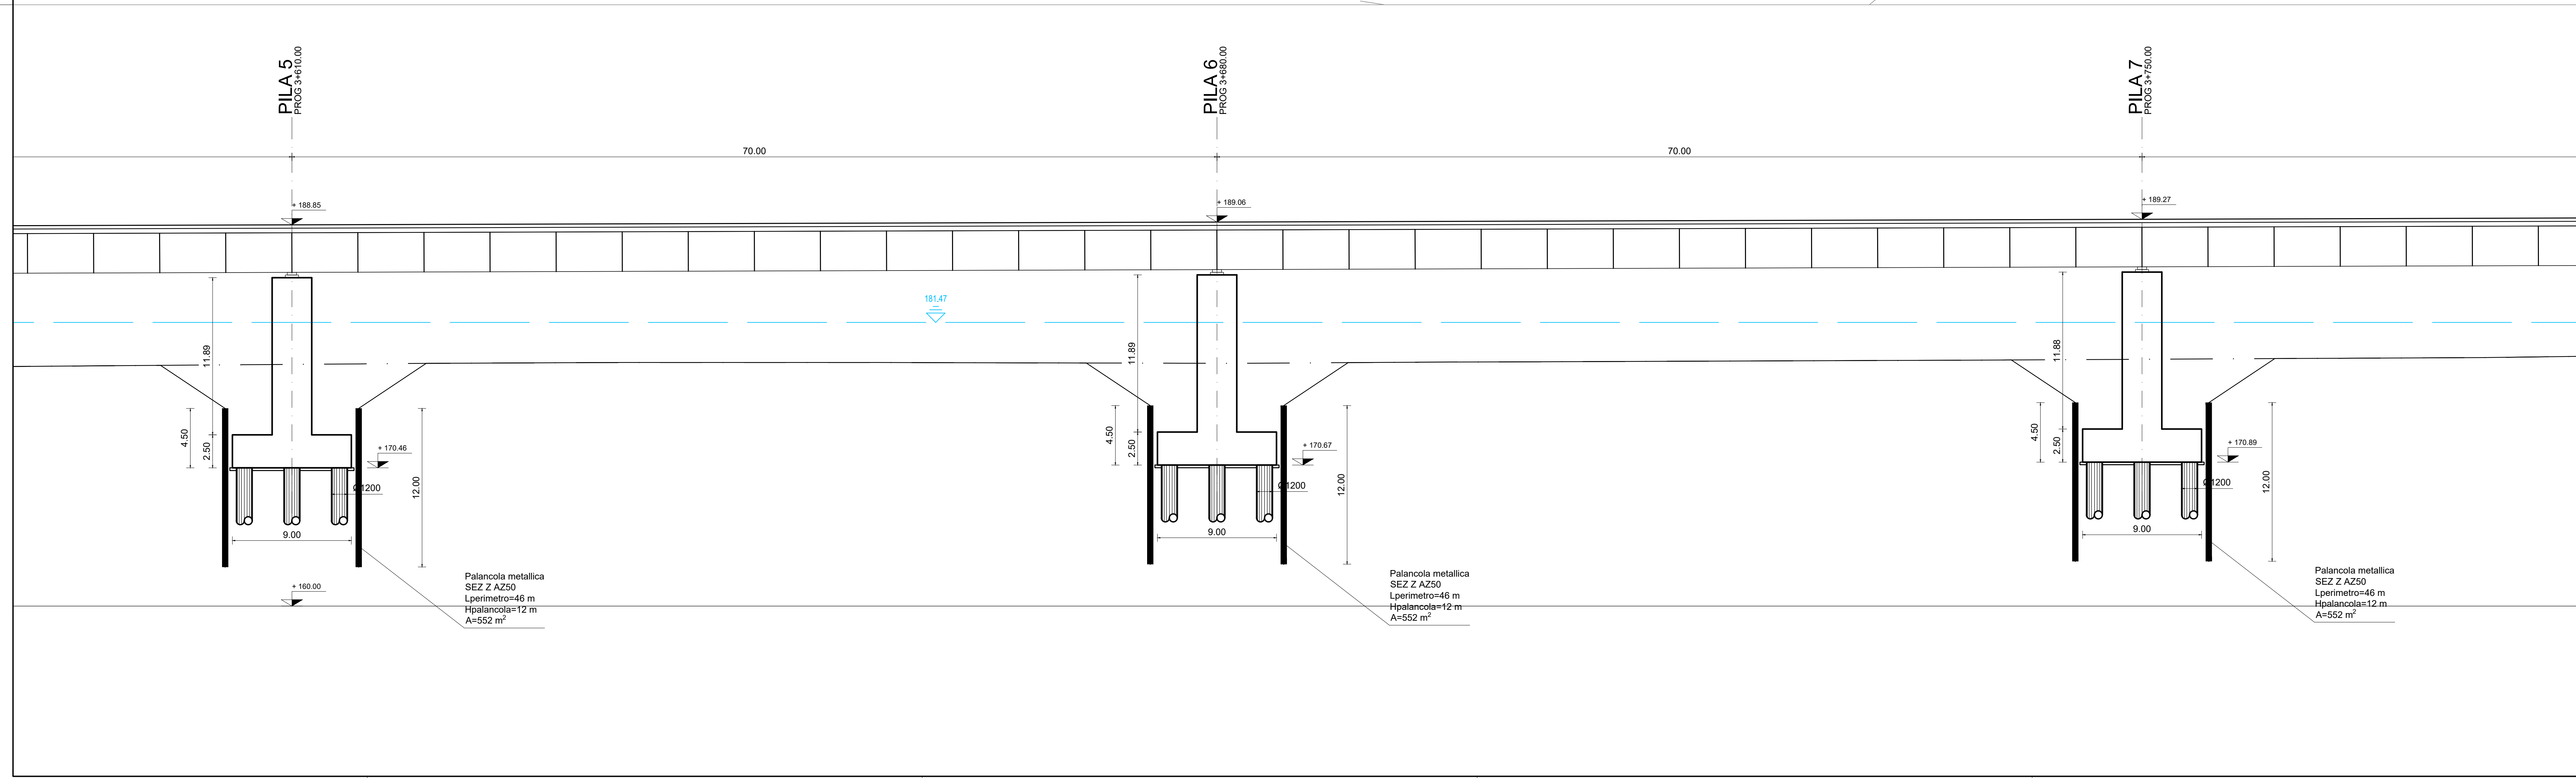 PILA 5
PROG 3+610.00
PILA 6
PROG 3+680.00
PILA 7
PROG 3+750.00
70.00
70.00
+ 188.85
+ 189.06
+ 189.27
181,47
11.89
4.50
2.50
+ 170.46
Ø1200
12.00
9.00
11.89
4.50
2.50
+ 170.67
Ø1200
12.00
9.00
11.88
4.50
2.50
+ 170.89
Ø1200
12.00
9.00
+ 160.00
Palancola metallica
SEZ Z AZ50
Lperimetro=46 m
Hpalancola=12 m
A=552 m²
Palancola metallica
SEZ Z AZ50
Lperimetro=46 m
Hpalancola=12 m
A=552 m²
Palancola metallica
SEZ Z AZ50
Lperimetro=46 m
Hpalancola=12 m
A=552 m²